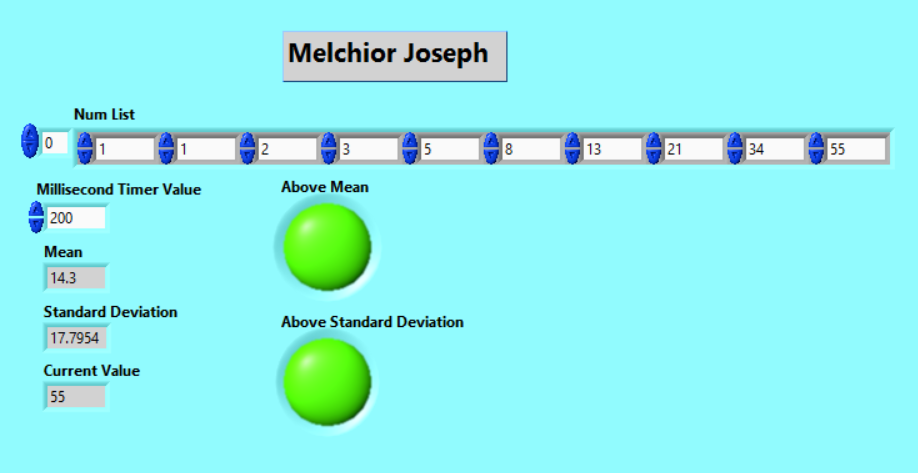 Melchior Joseph
Num List
0 1 1 2 3 5 8 13 21 34 55
Millisecond Timer Value
200
Above Mean
Mean
14.3
Standard Deviation
17.7954
Above Standard Deviation
Current Value
55